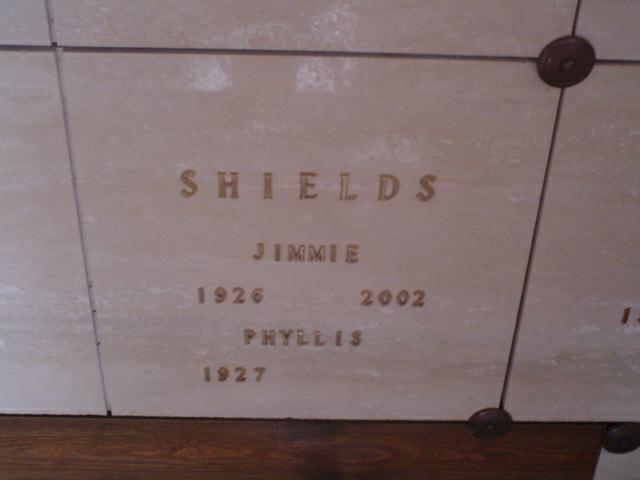 SHIELDS
JIMMIE
1926 2002
PHYLLIS
1927